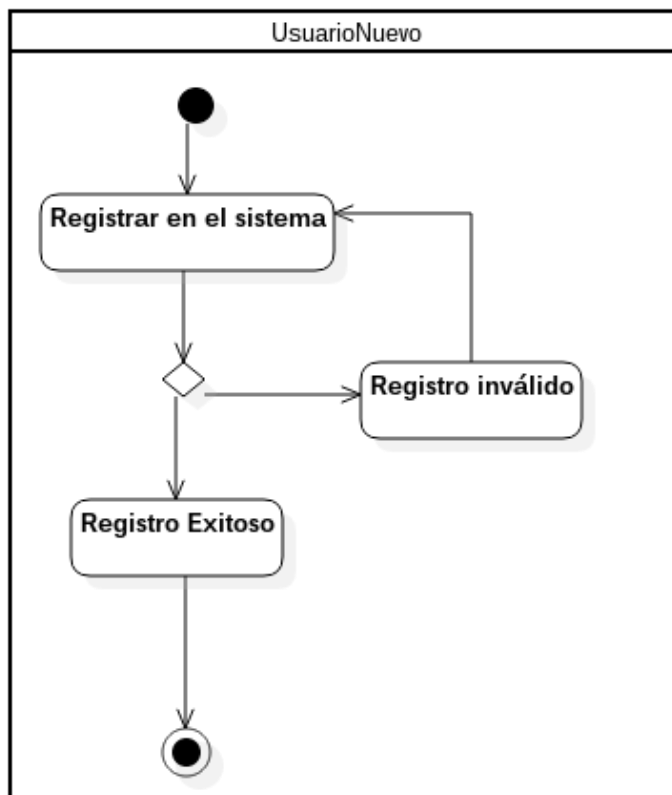 UsuarioNuevo
Registrar en el sistema
Registro inválido
Registro Exitoso